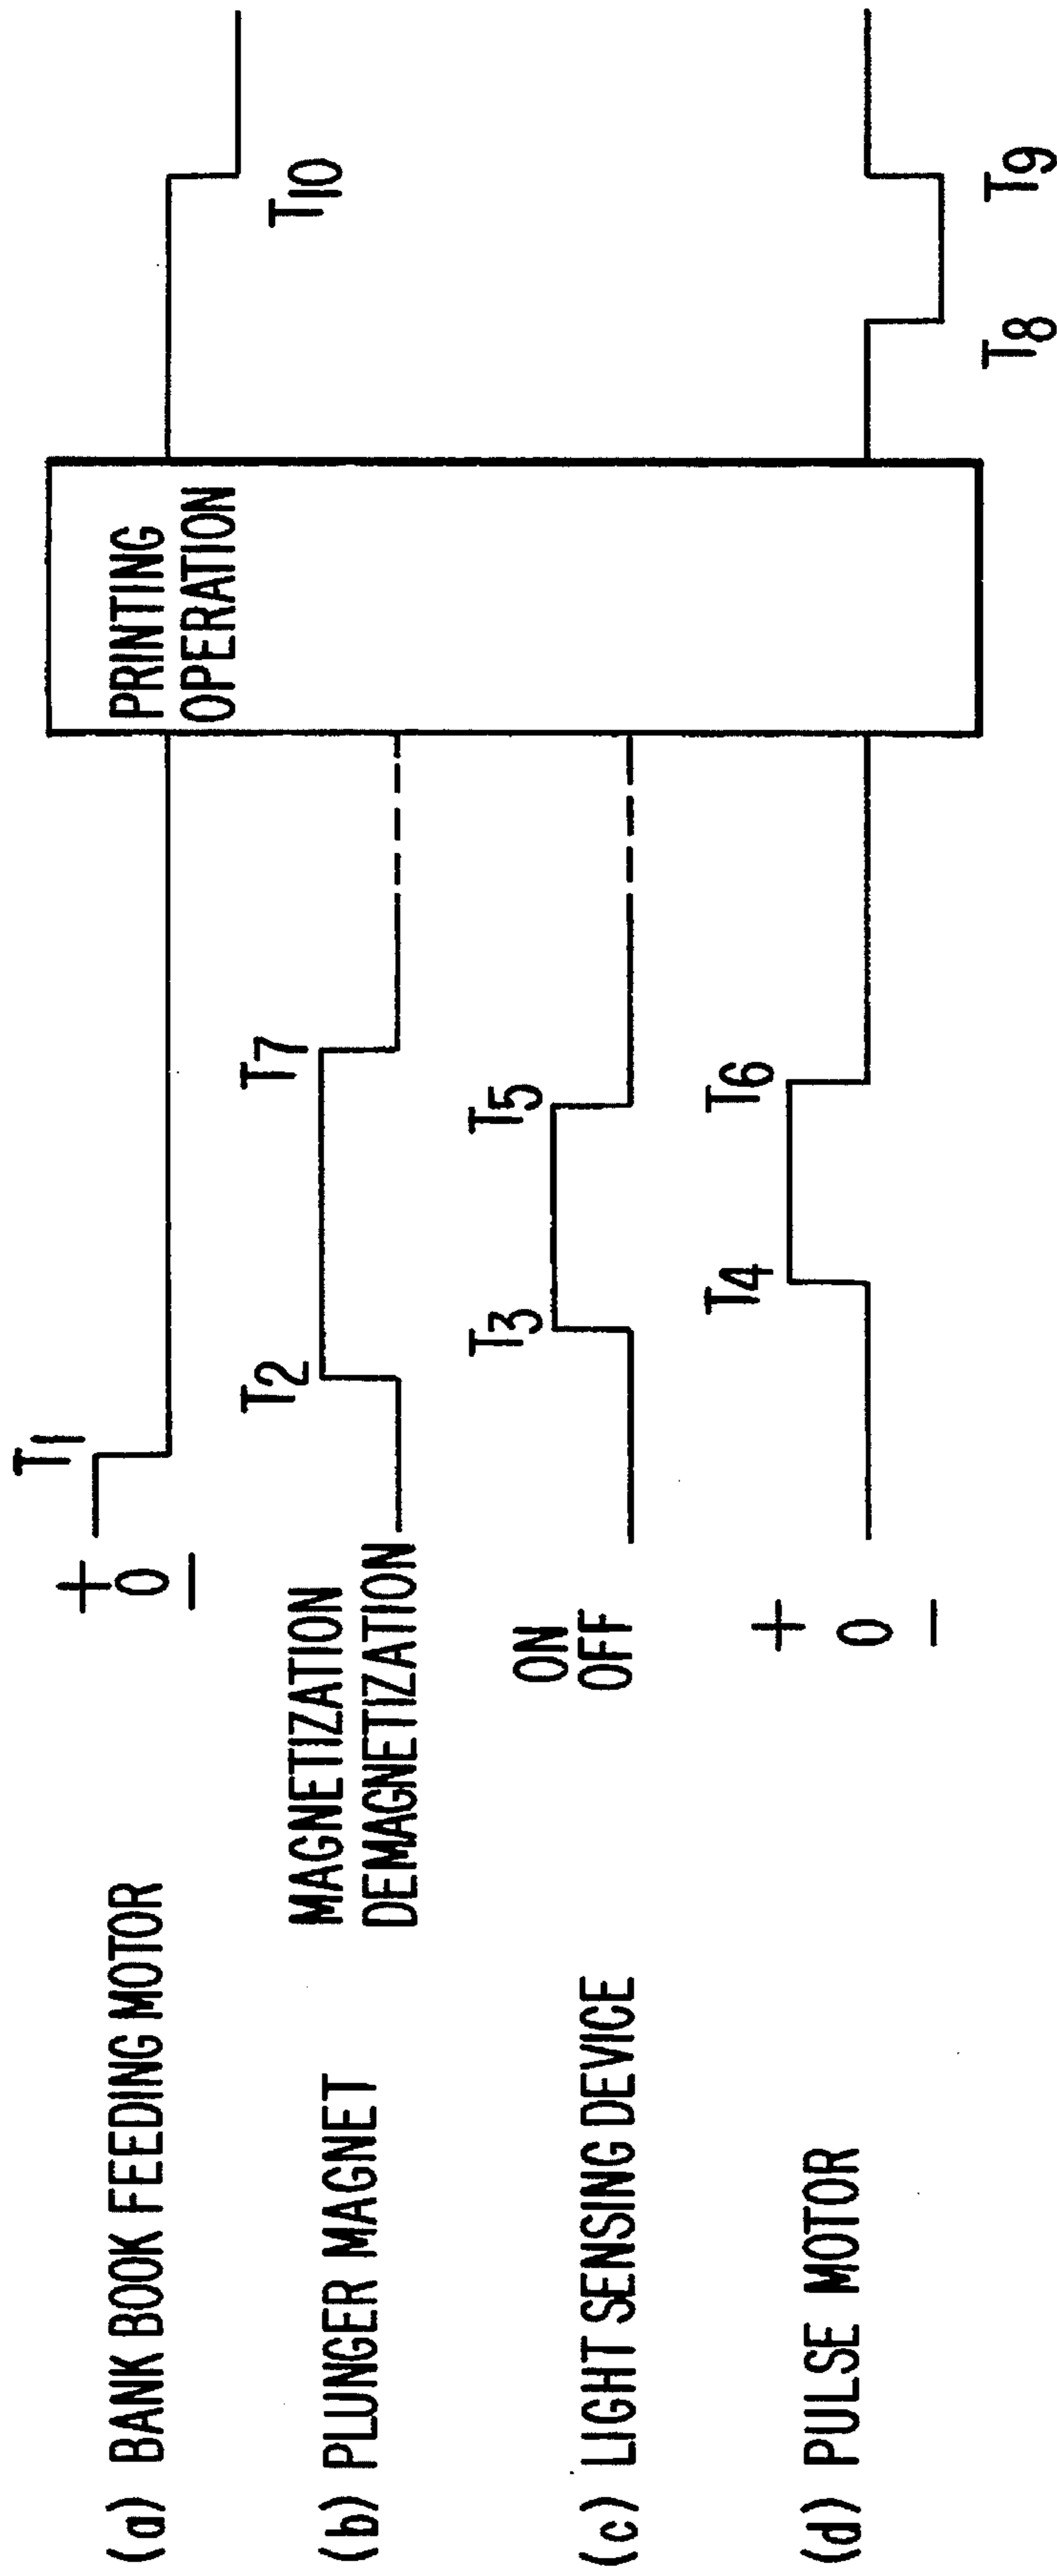 (a) BANK BOOK FEEDING MOTOR
+
0
—
T1
T10
(b) PLUNGER MAGNET
MAGNETIZATION
DEMAGNETIZATION
T2
T7
(c) LIGHT SENSING DEVICE
ON
OFF
T3
T5
(d) PULSE MOTOR
+
0
—
T4
T6
T8
T9
PRINTING
OPERATION